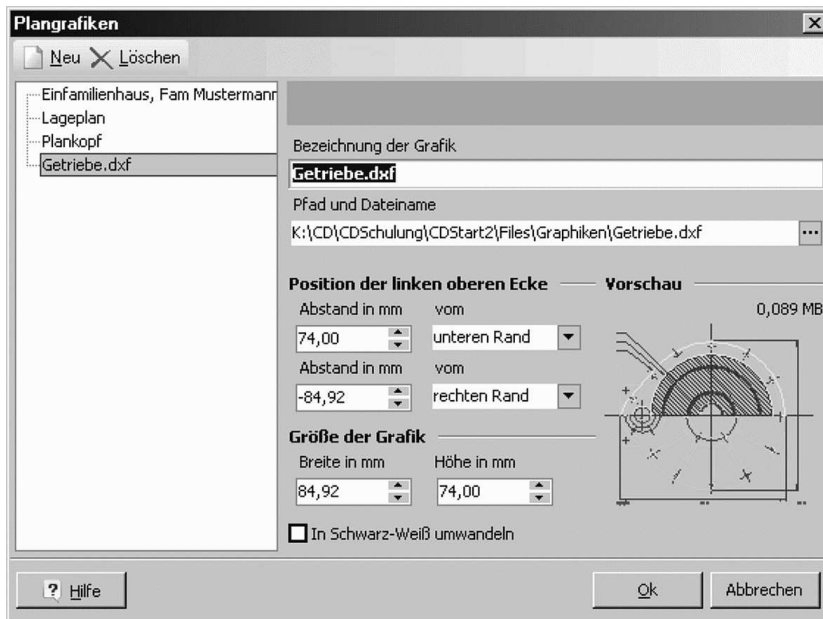 Plangrafiken
Neu Löschen
Einfamilienhaus, Fam Mustermann
Lageplan
Plankopf
Getriebe.dxf
Bezeichnung der Grafik
Getriebe.dxf
Pfad und Dateiname
K:\CD\CDSchulung\CDStart2\Files\Graphiken\Getriebe.dxf
Position der linken oberen Ecke
Abstand in mm vom
74,00 unteren Rand
Abstand in mm vom
-84,92 rechten Rand
Größe der Grafik
Breite in mm Höhe in mm
84,92 74,00
In Schwarz-Weiß umwandeln
Vorschau
0,089 MB
Hilfe
Ok
Abbrechen